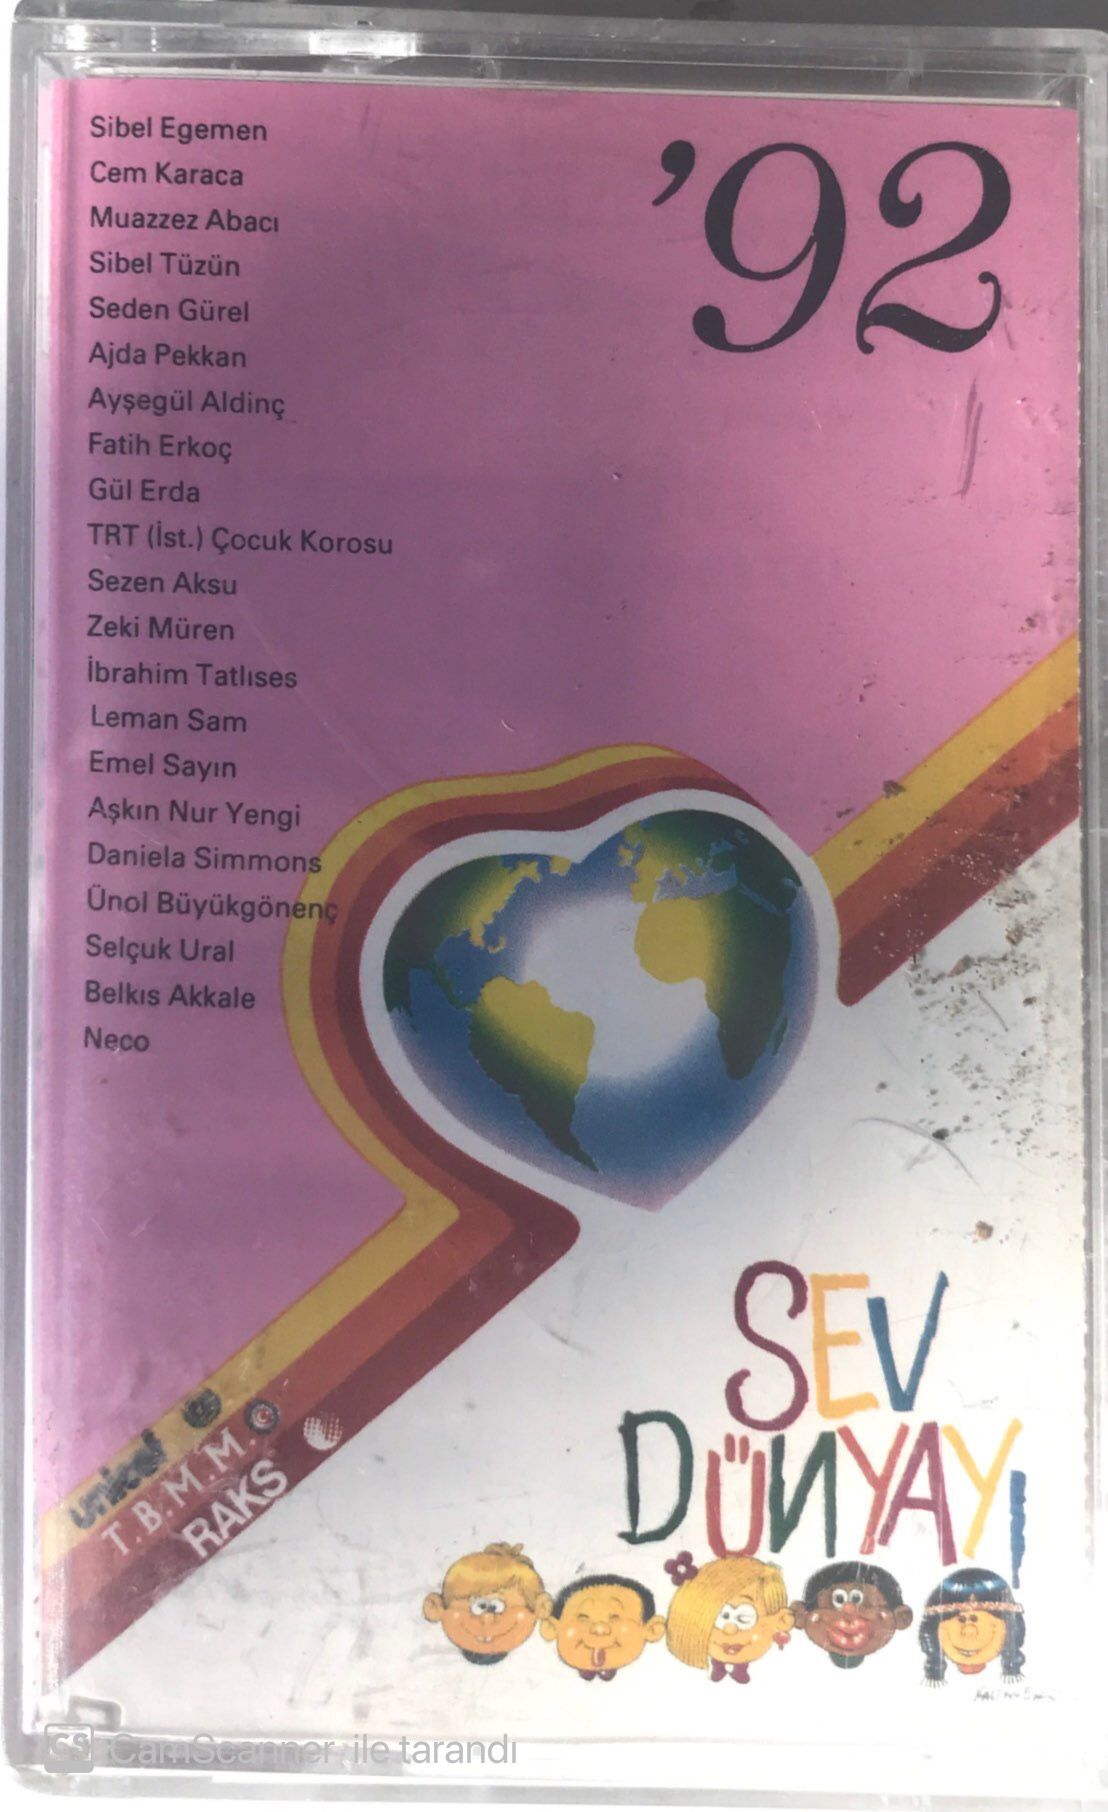 Sibel Egemen
Cem Karaca
Muazzez Abacı
Sibel Tüzün
Seden Gürel
Ajda Pekkan
Ayşegül Aldinç
Fatih Erkoç
Gül Erda
TRT (İst.) Çocuk Korosu
Sezen Aksu
Zeki Müren
İbrahim Tatlıses
Leman Sam
Emel Sayın
Aşkın Nur Yengi
Daniela Simmons
Ünol Büyükgönenç
Selçuk Ural
Belkıs Akkale
Neco
'92
SEV
DÜNYAYI
unicef
T.B.M.M.
RAKS
CS CamScanner ile tarandı